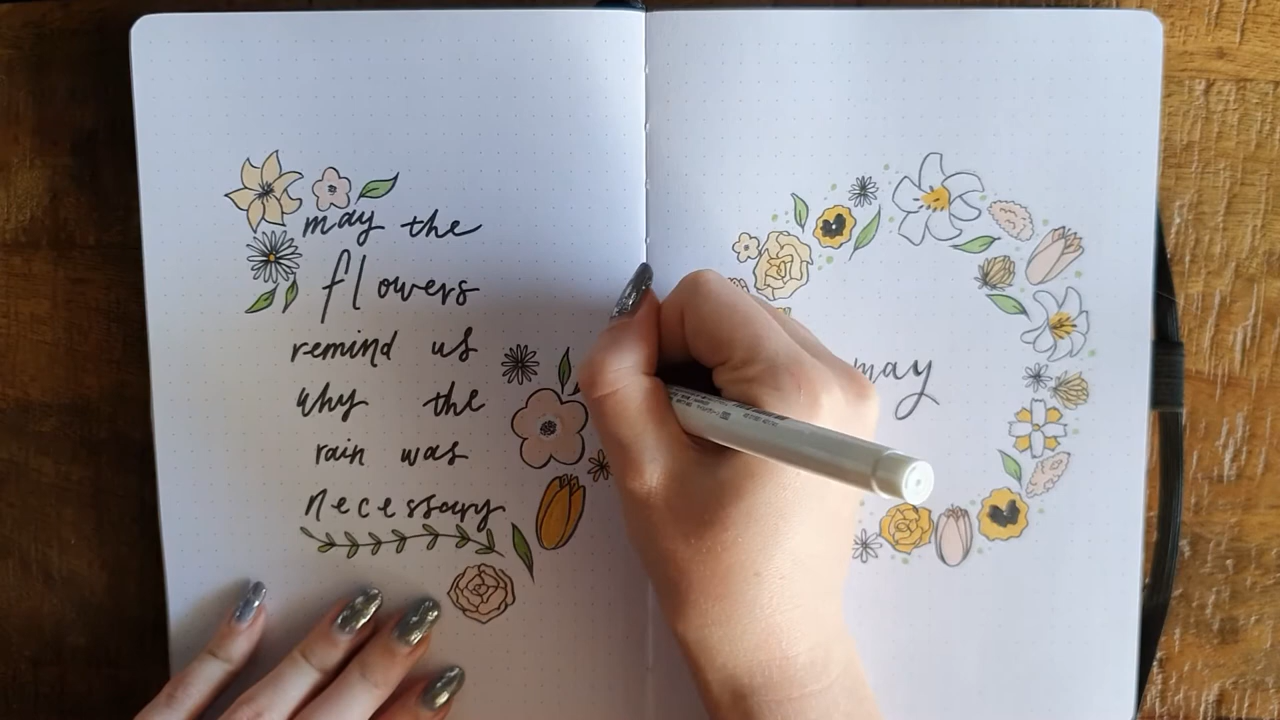 may the
flowers
remind us
why the
rain was
necessary
may